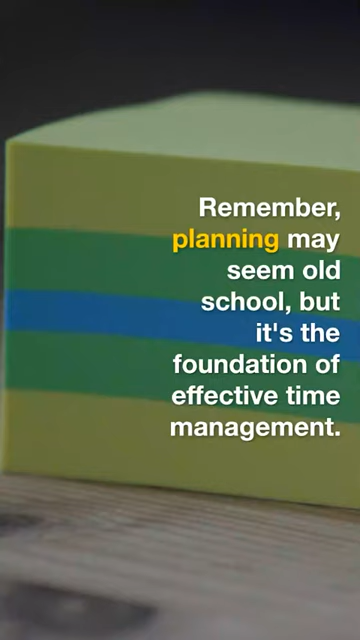 Remember,
planning may
seem old
school, but
it's the
foundation of
effective time
management.